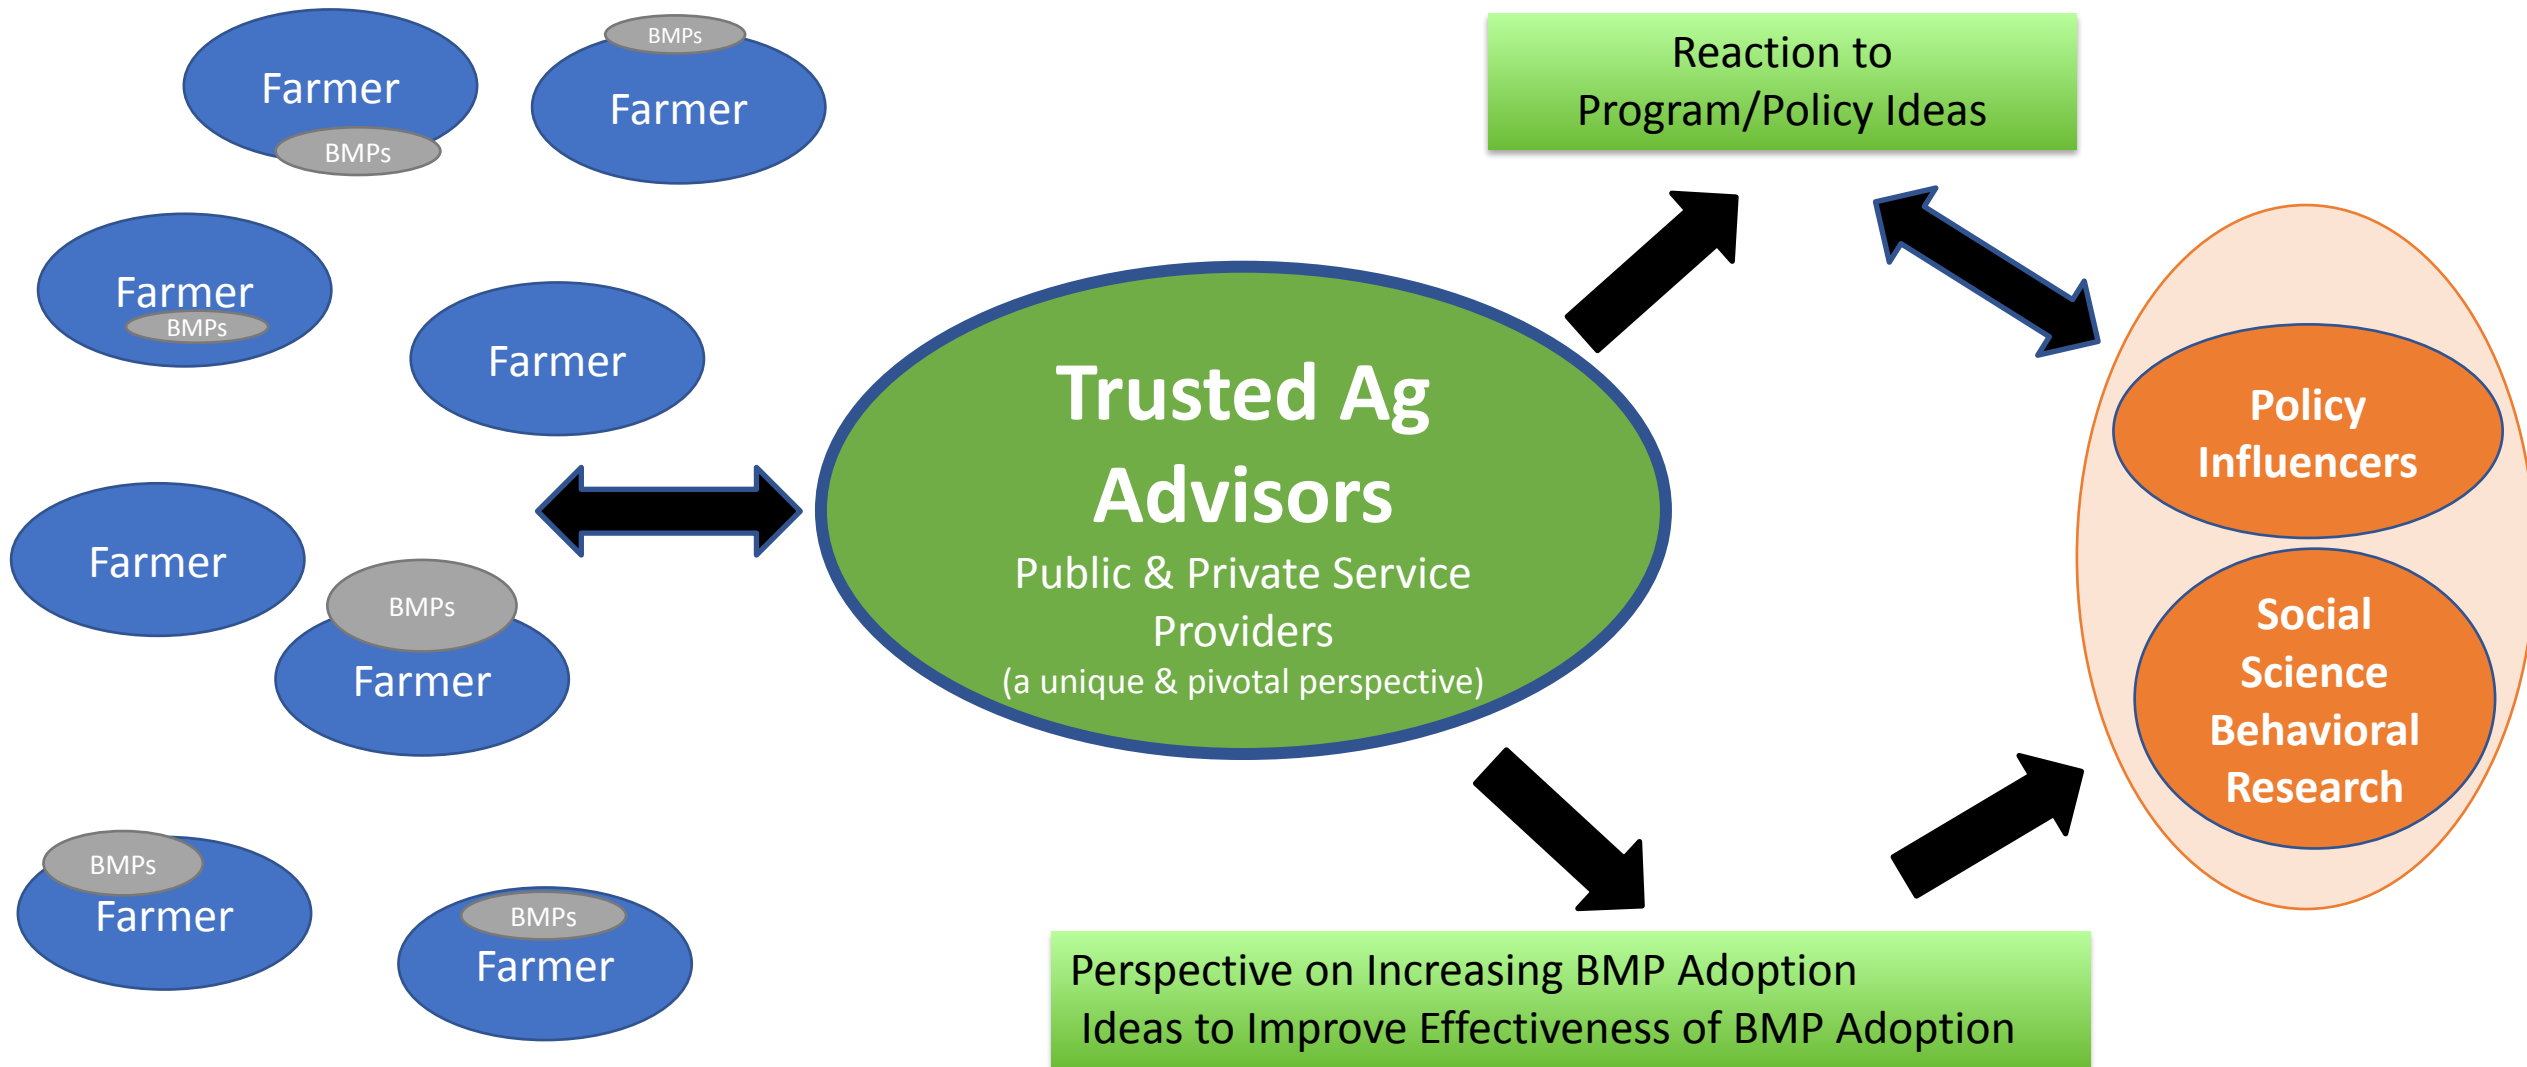 Farmer
BMPs
BMPs
Farmer
Farmer
BMPs
Farmer
Farmer
BMPs
Farmer
BMPs
Farmer
BMPs
Farmer
Trusted Ag
Advisors
Public & Private Service
Providers
(a unique & pivotal perspective)
Reaction to
Program/Policy Ideas
Policy
Influencers
Social
Science
Behavioral
Research
Perspective on Increasing BMP Adoption
Ideas to Improve Effectiveness of BMP Adoption